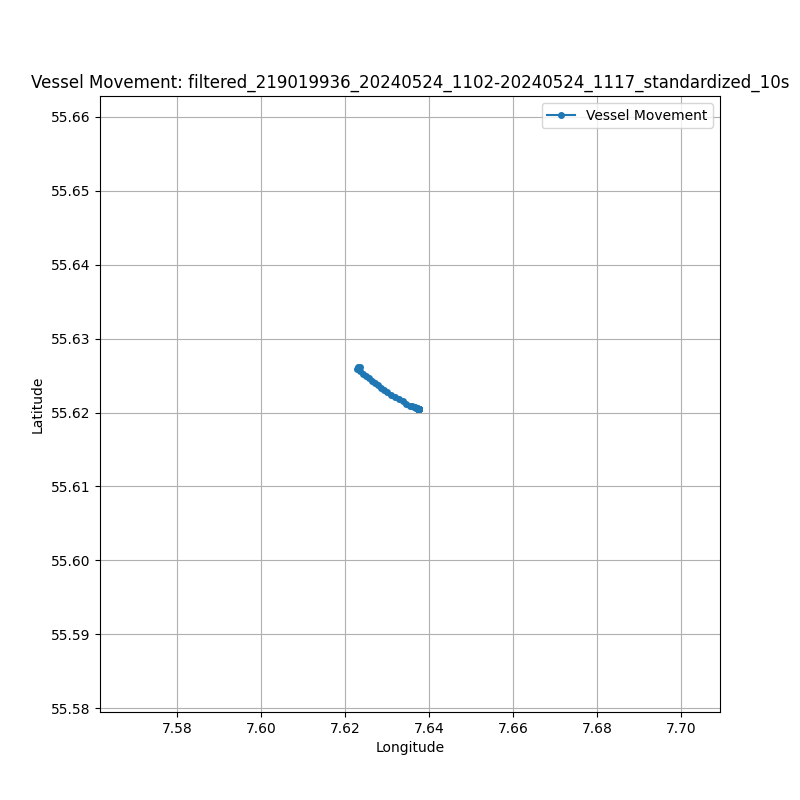 Vessel Movement: filtered_219019936_20240524_1102-20240524_1117_standardized_10s
Vessel Movement
55.66
55.65
55.64
55.63
55.62
55.61
55.60
55.59
55.58
Latitude
7.58 7.60 7.62 7.64 7.66 7.68 7.70
Longitude